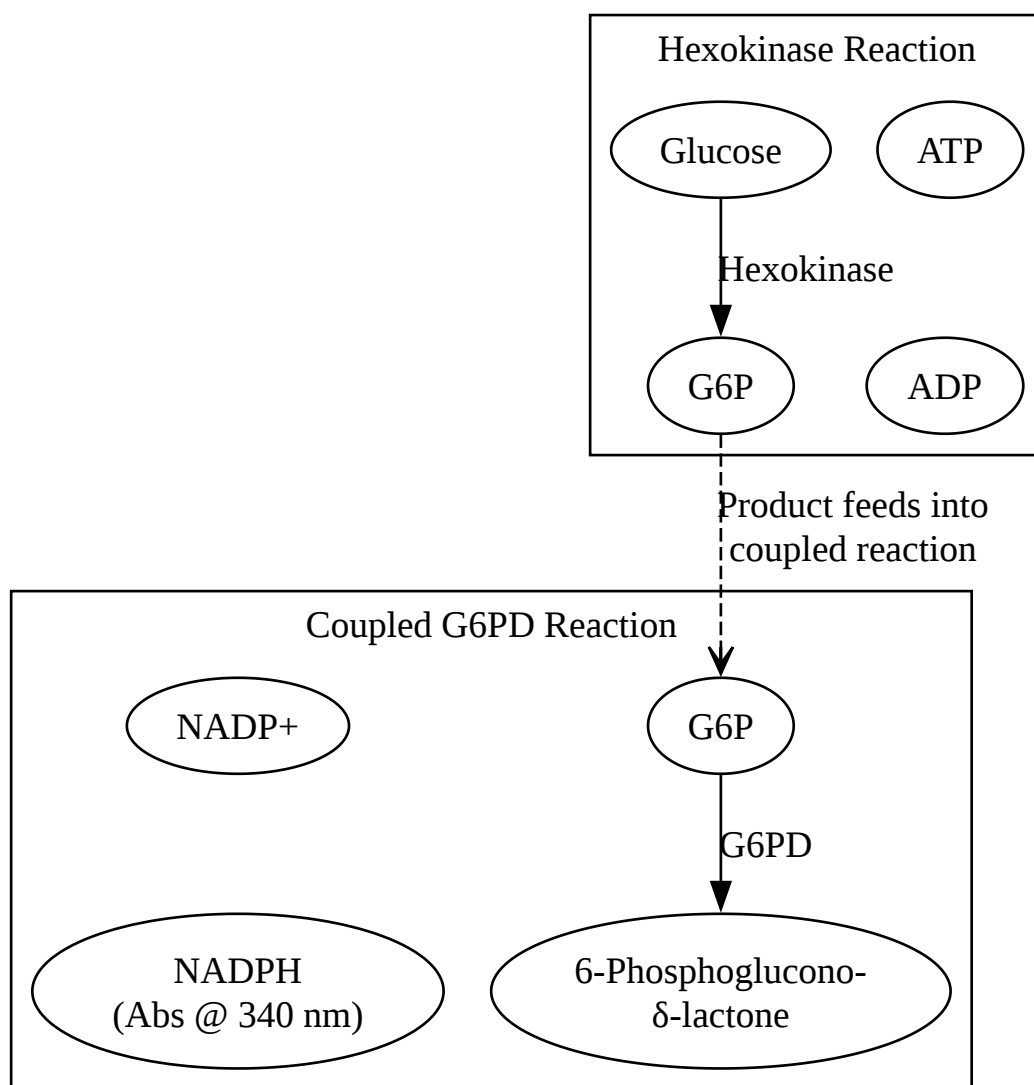 Hexokinase Reaction
Glucose
ATP
Hexokinase
G6P
ADP
Product feeds into
coupled reaction
Coupled G6PD Reaction
NADP+
G6P
G6PD
NADPH
(Abs @ 340 nm)
6-Phosphoglucono-
δ-lactone